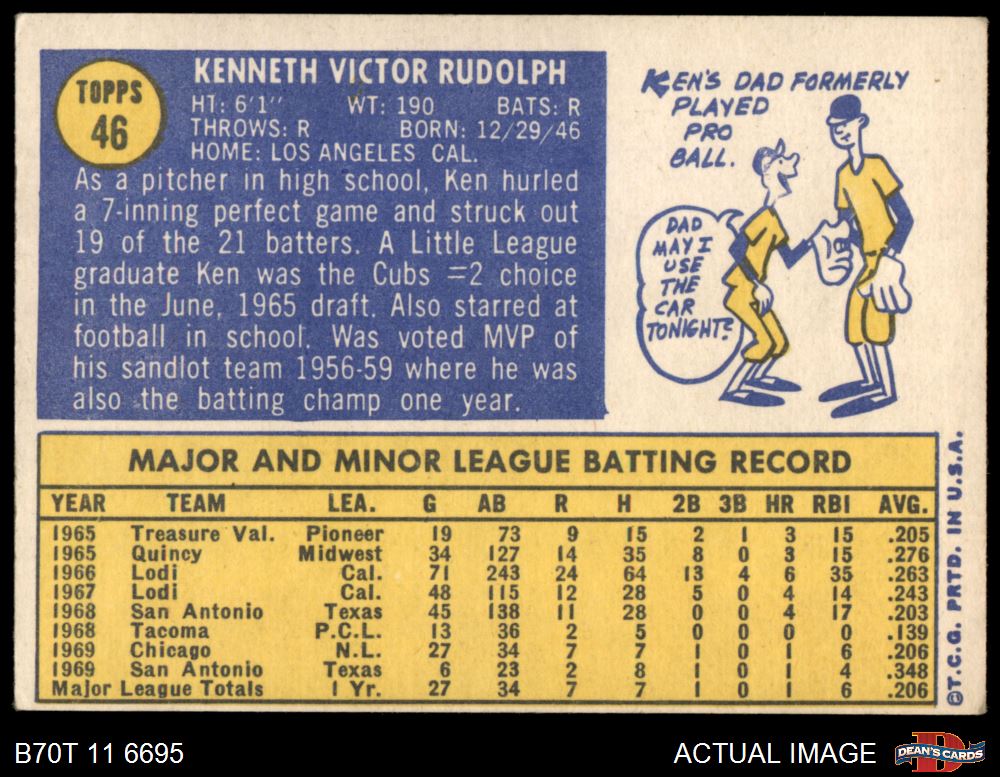 TOPPS
46
KENNETH VICTOR RUDOLPH
HT: 6'1" WT: 190 BATS: R
THROWS: R BORN: 12/29/46
HOME: LOS ANGELES CAL.
As a pitcher in high school, Ken hurled
a 7-inning perfect game and struck out
19 of the 21 batters. A Little League
graduate Ken was the Cubs =2 choice
in the June, 1965 draft. Also starred at
football in school. Was voted MVP of
his sandlot team 1956-59 where he was
also the batting champ one year.
KEN'S DAD FORMERLY
PLAYED
PRO
BALL.
DAD
MAY I
USE
THE
CAR
TONIGHT?
MAJOR AND MINOR LEAGUE BATTING RECORD
YEAR TEAM LEA. G AB R H 2B 3B HR RBI AVG.
1965 Treasure Val. Pioneer 19 73 9 15 2 1 3 15 .205
1965 Quincy Midwest 34 127 14 35 8 0 3 15 .276
1966 Lodi Cal. 71 243 24 64 13 4 6 35 .263
1967 Lodi Cal. 48 115 12 28 5 0 4 14 .243
1968 San Antonio Texas 45 138 11 28 0 0 4 17 .203
1968 Tacoma P.C.L. 13 36 2 5 0 0 0 0 .139
1969 Chicago N.L. 27 34 7 7 1 0 1 6 .206
1969 San Antonio Texas 6 23 2 8 1 0 1 4 .348
Major League Totals 1 Yr. 27 34 7 7 1 0 1 6 .206
©T.C.G. PRTD. IN U.S.A.
B70T 11 6695
ACTUAL IMAGE
DEAN'S CARDS